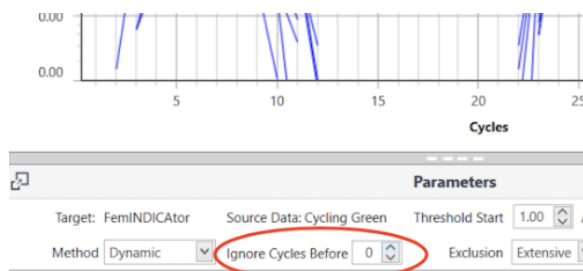 0.00
0.00
5 10 15 20 25
Cycles
Parameters
Target: FemINDICAtor Source Data: Cycling Green Threshold Start 1.00
Method Dynamic Ignore Cycles Before 0 Exclusion Extensive